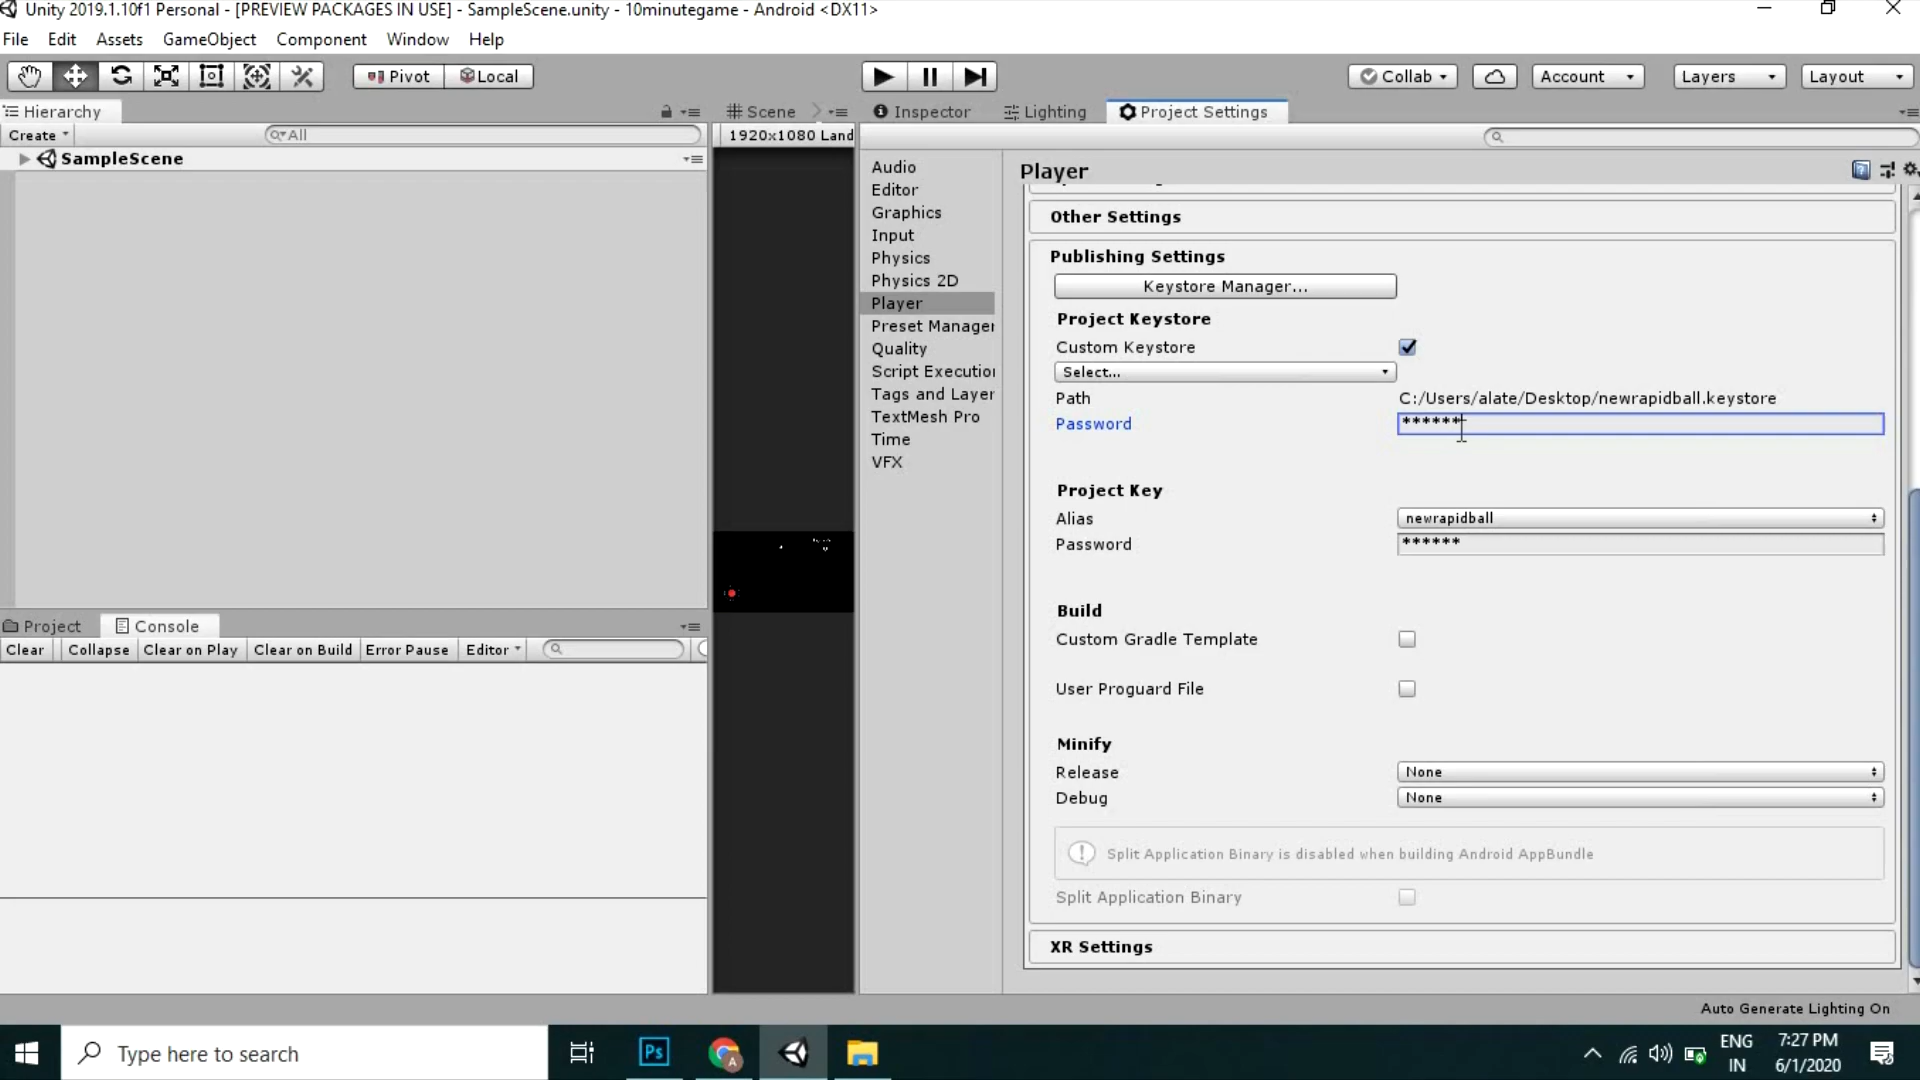 Unity 2019.1.10f1 Personal - [PREVIEW PACKAGES IN USE] - SampleScene.unity - 10minutegame - Android <DX11>
File Edit Assets GameObject Component Window Help
Pivot Local Collab Account Layers Layout
Hierarchy Scene Inspector Lighting Project Settings
Create All 1920x1080 Land
SampleScene
Audio
Editor
Graphics
Input
Physics
Physics 2D
Player
Preset Manager
Quality
Script Execution
Tags and Layer
TextMesh Pro
Time
VFX
Player
Other Settings
Publishing Settings
Keystore Manager...
Project Keystore
Custom Keystore
Select...
Path C:/Users/alate/Desktop/newrapidball.keystore
Password ******
Project Key
Alias newrapidball
Password ******
Build
Custom Gradle Template
User Proguard File
Minify
Release None
Debug None
Split Application Binary is disabled when building Android AppBundle
Split Application Binary
XR Settings
Project Console
Clear Collapse Clear on Play Clear on Build Error Pause Editor
Auto Generate Lighting On
Type here to search
Ps
A
ENG
IN
7:27 PM
6/1/2020